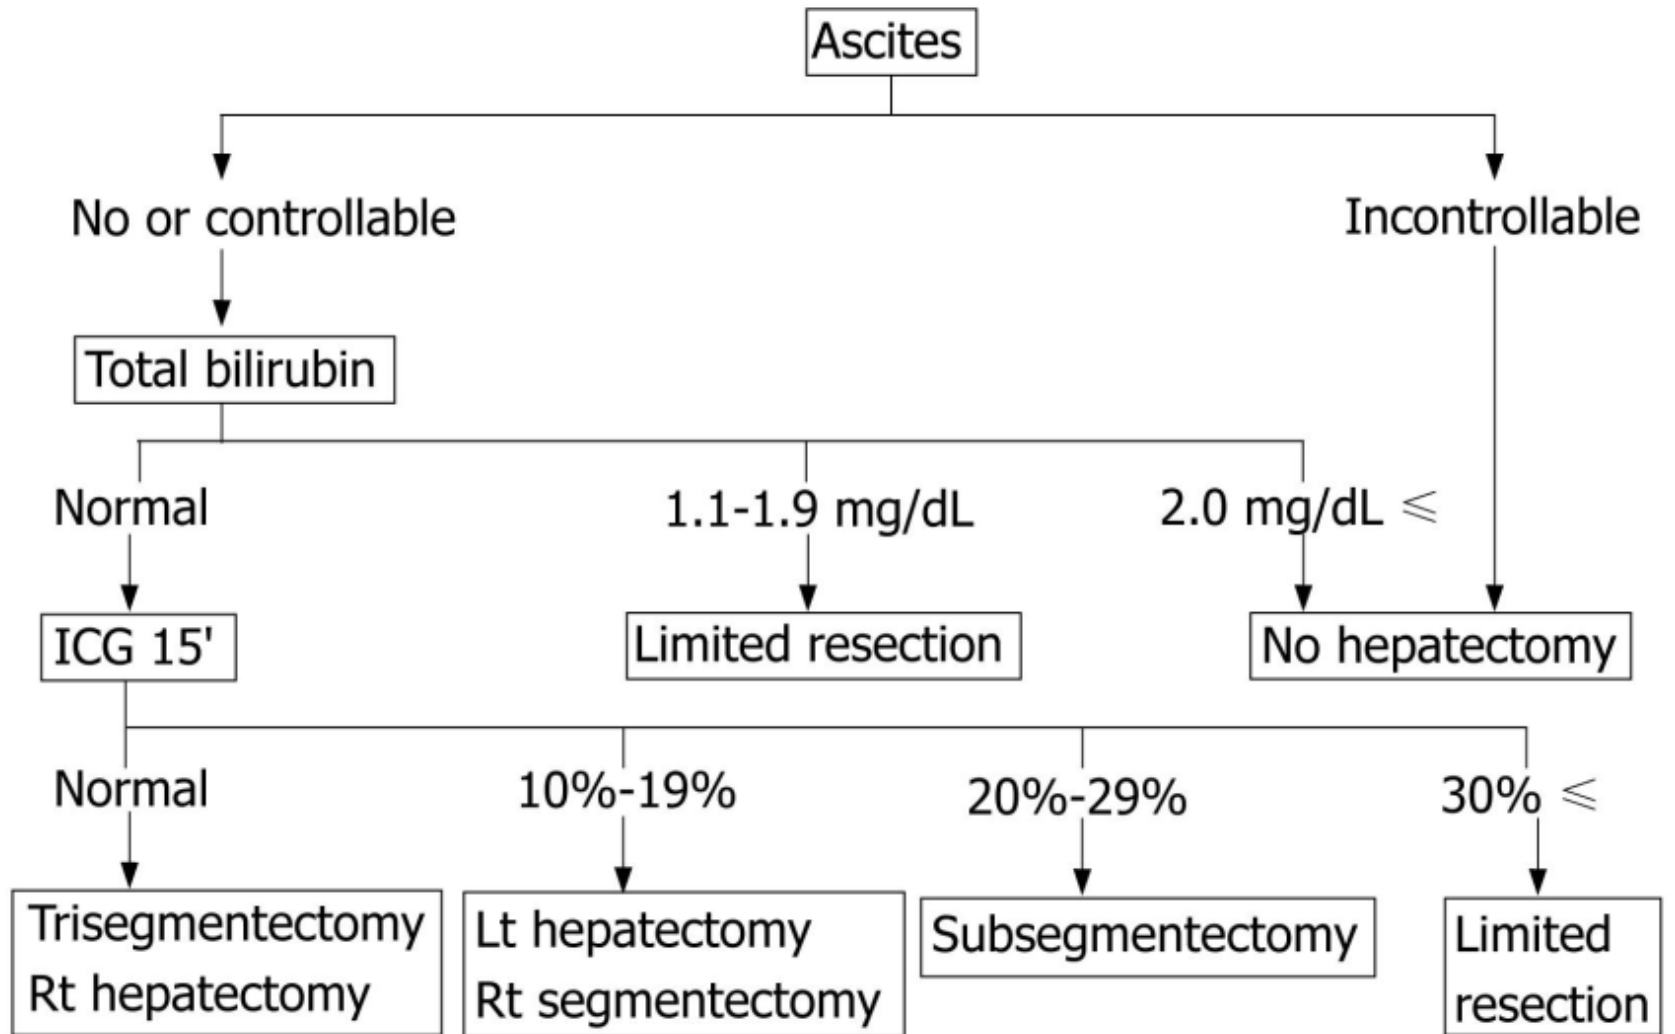 Ascites
No or controllable
Incontrollable
Total bilirubin
Normal
1.1-1.9 mg/dL
2.0 mg/dL ≤
ICG 15'
Limited resection
No hepatectomy
Normal
10%-19%
20%-29%
30% ≤
Trisegmentectomy
Rt hepatectomy
Lt hepatectomy
Rt segmentectomy
Subsegmentectomy
Limited
resection